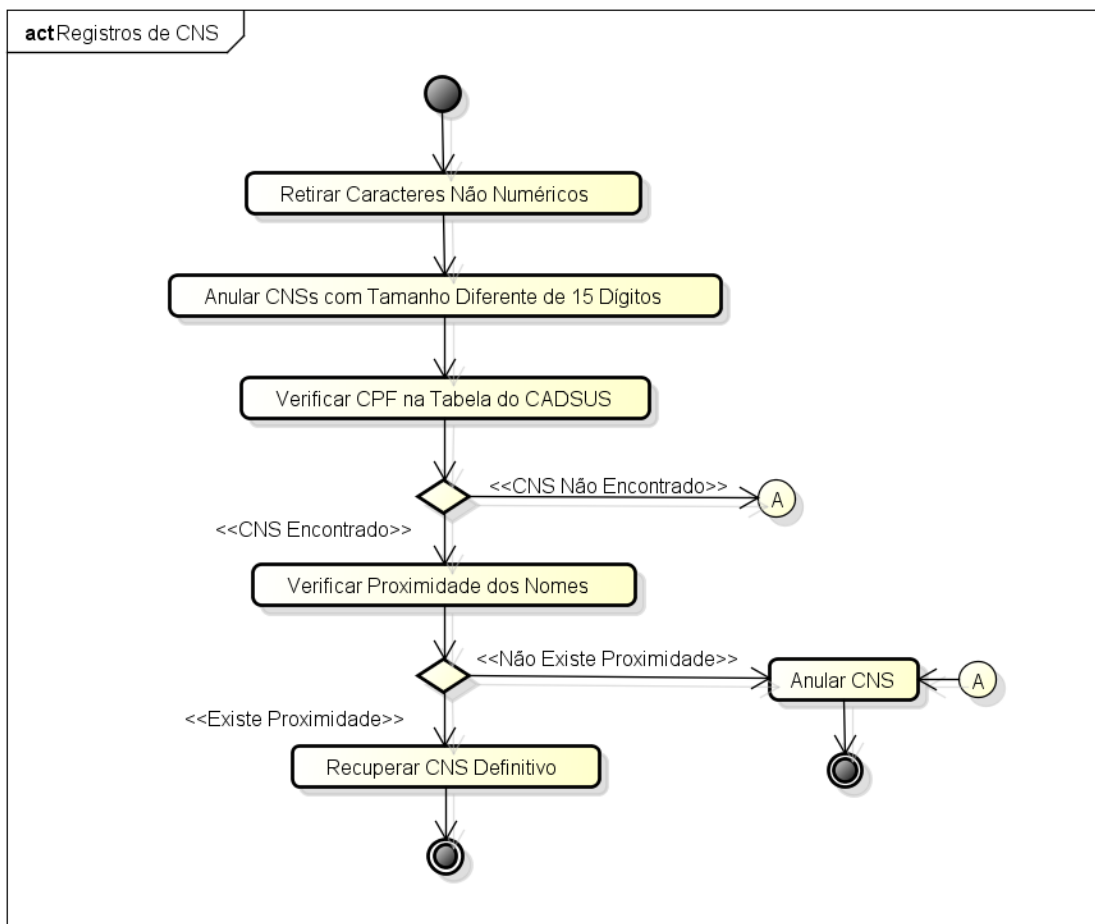 act Registros de CNS
Retirar Caracteres Não Numéricos
Anular CNSs com Tamanho Diferente de 15 Dígitos
Verificar CPF na Tabela do CADSUS
<<CNS Não Encontrado>>
A
<<CNS Encontrado>>
Verificar Proximidade dos Nomes
<<Não Existe Proximidade>>
Anular CNS
A
<<Existe Proximidade>>
Recuperar CNS Definitivo